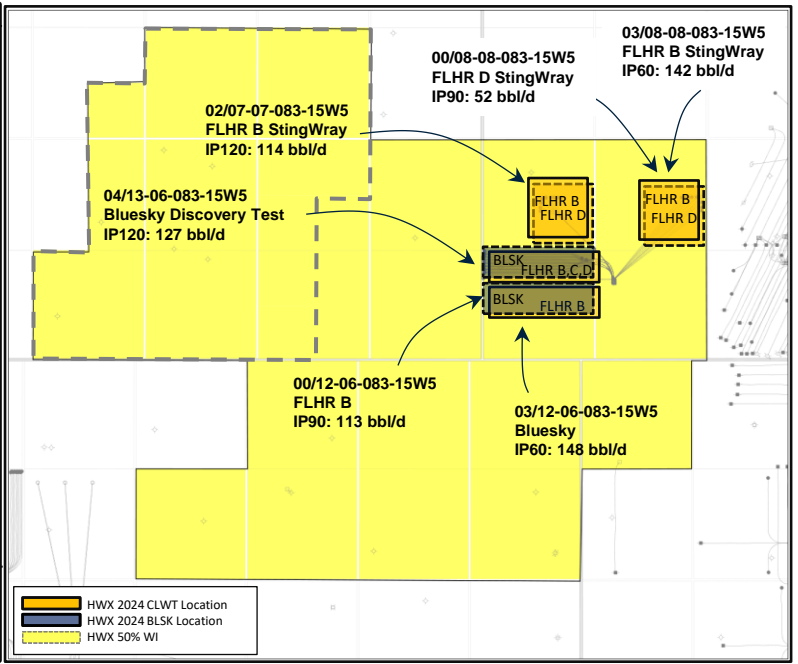 03/08-08-083-15W5
FLHR B StingWray
IP60: 142 bbl/d
00/08-8-083-15W5
FLHR D StingWray
IP90: 52 bbl/d
02/07-07-083-15W5
FLHR B StingWray
IP120: 114 bbl/d
04/13-06-083-15W5
Bluesky Discovery Test
IP120: 127 bbl/d
FLHR B
FLHR D
FLHR B
FLHR D
BLSK
FLHR B,C,D
BLSK
FLHR B
00/12-06-083-15W5
FLHR B
IP90: 113 bbl/d
03/12-06-083-15W5
Bluesky
IP60: 148 bbl/d
HWX 2024 CLWT Location
HWX 2024 BLSK Location
HWX 50% WI